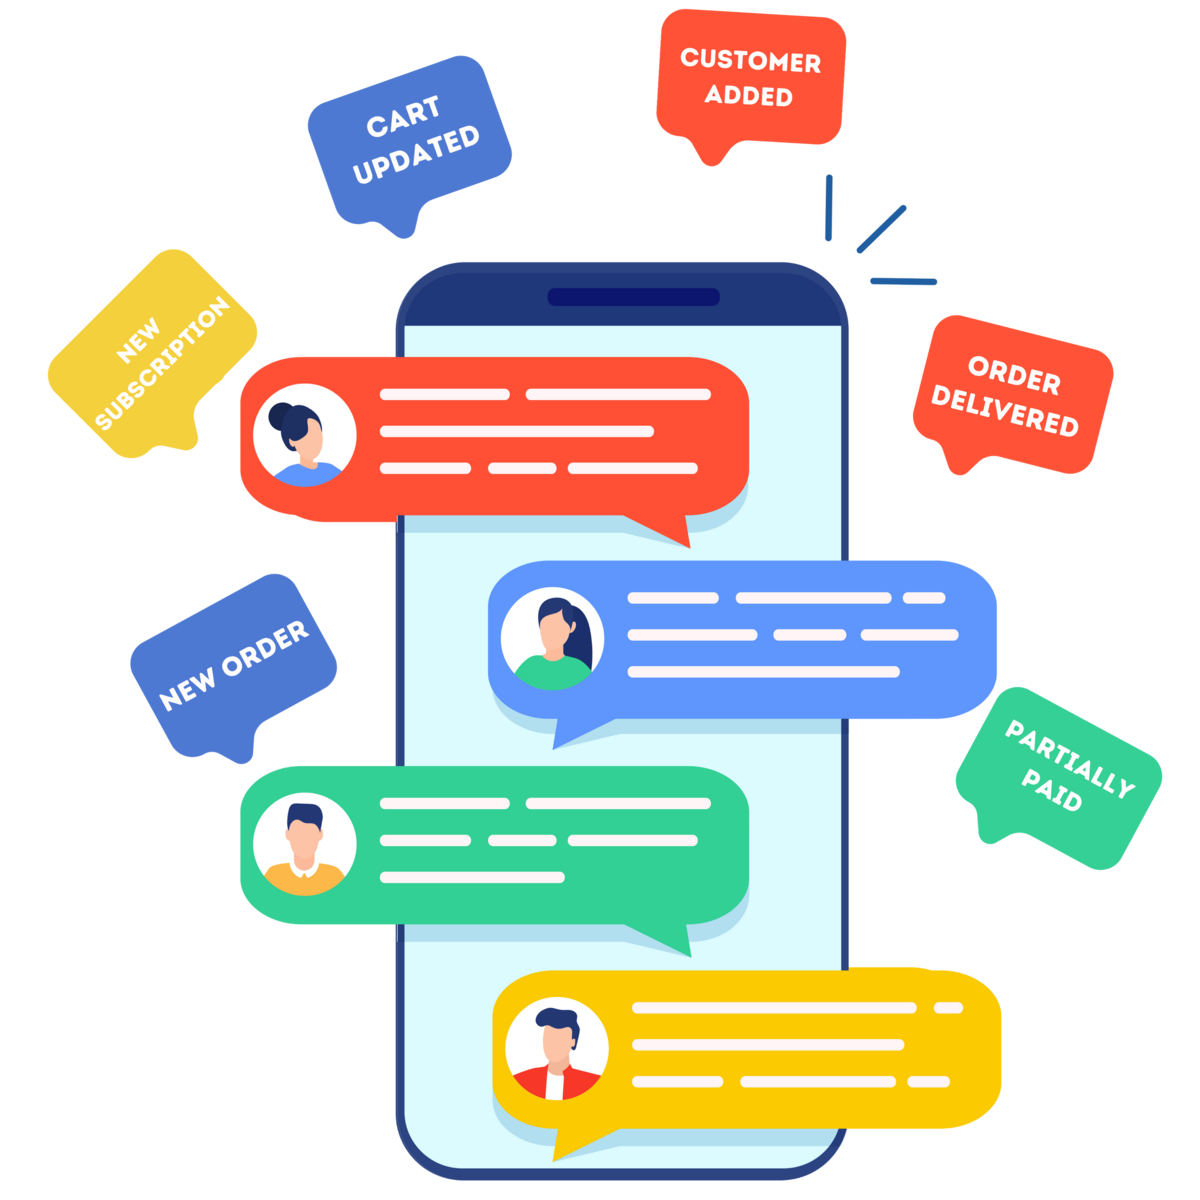 CUSTOMER
ADDED
CART
UPDATED
NEW
SUBSCRIPTION
ORDER
DELIVERED
NEW ORDER
PARTIALLY
PAID